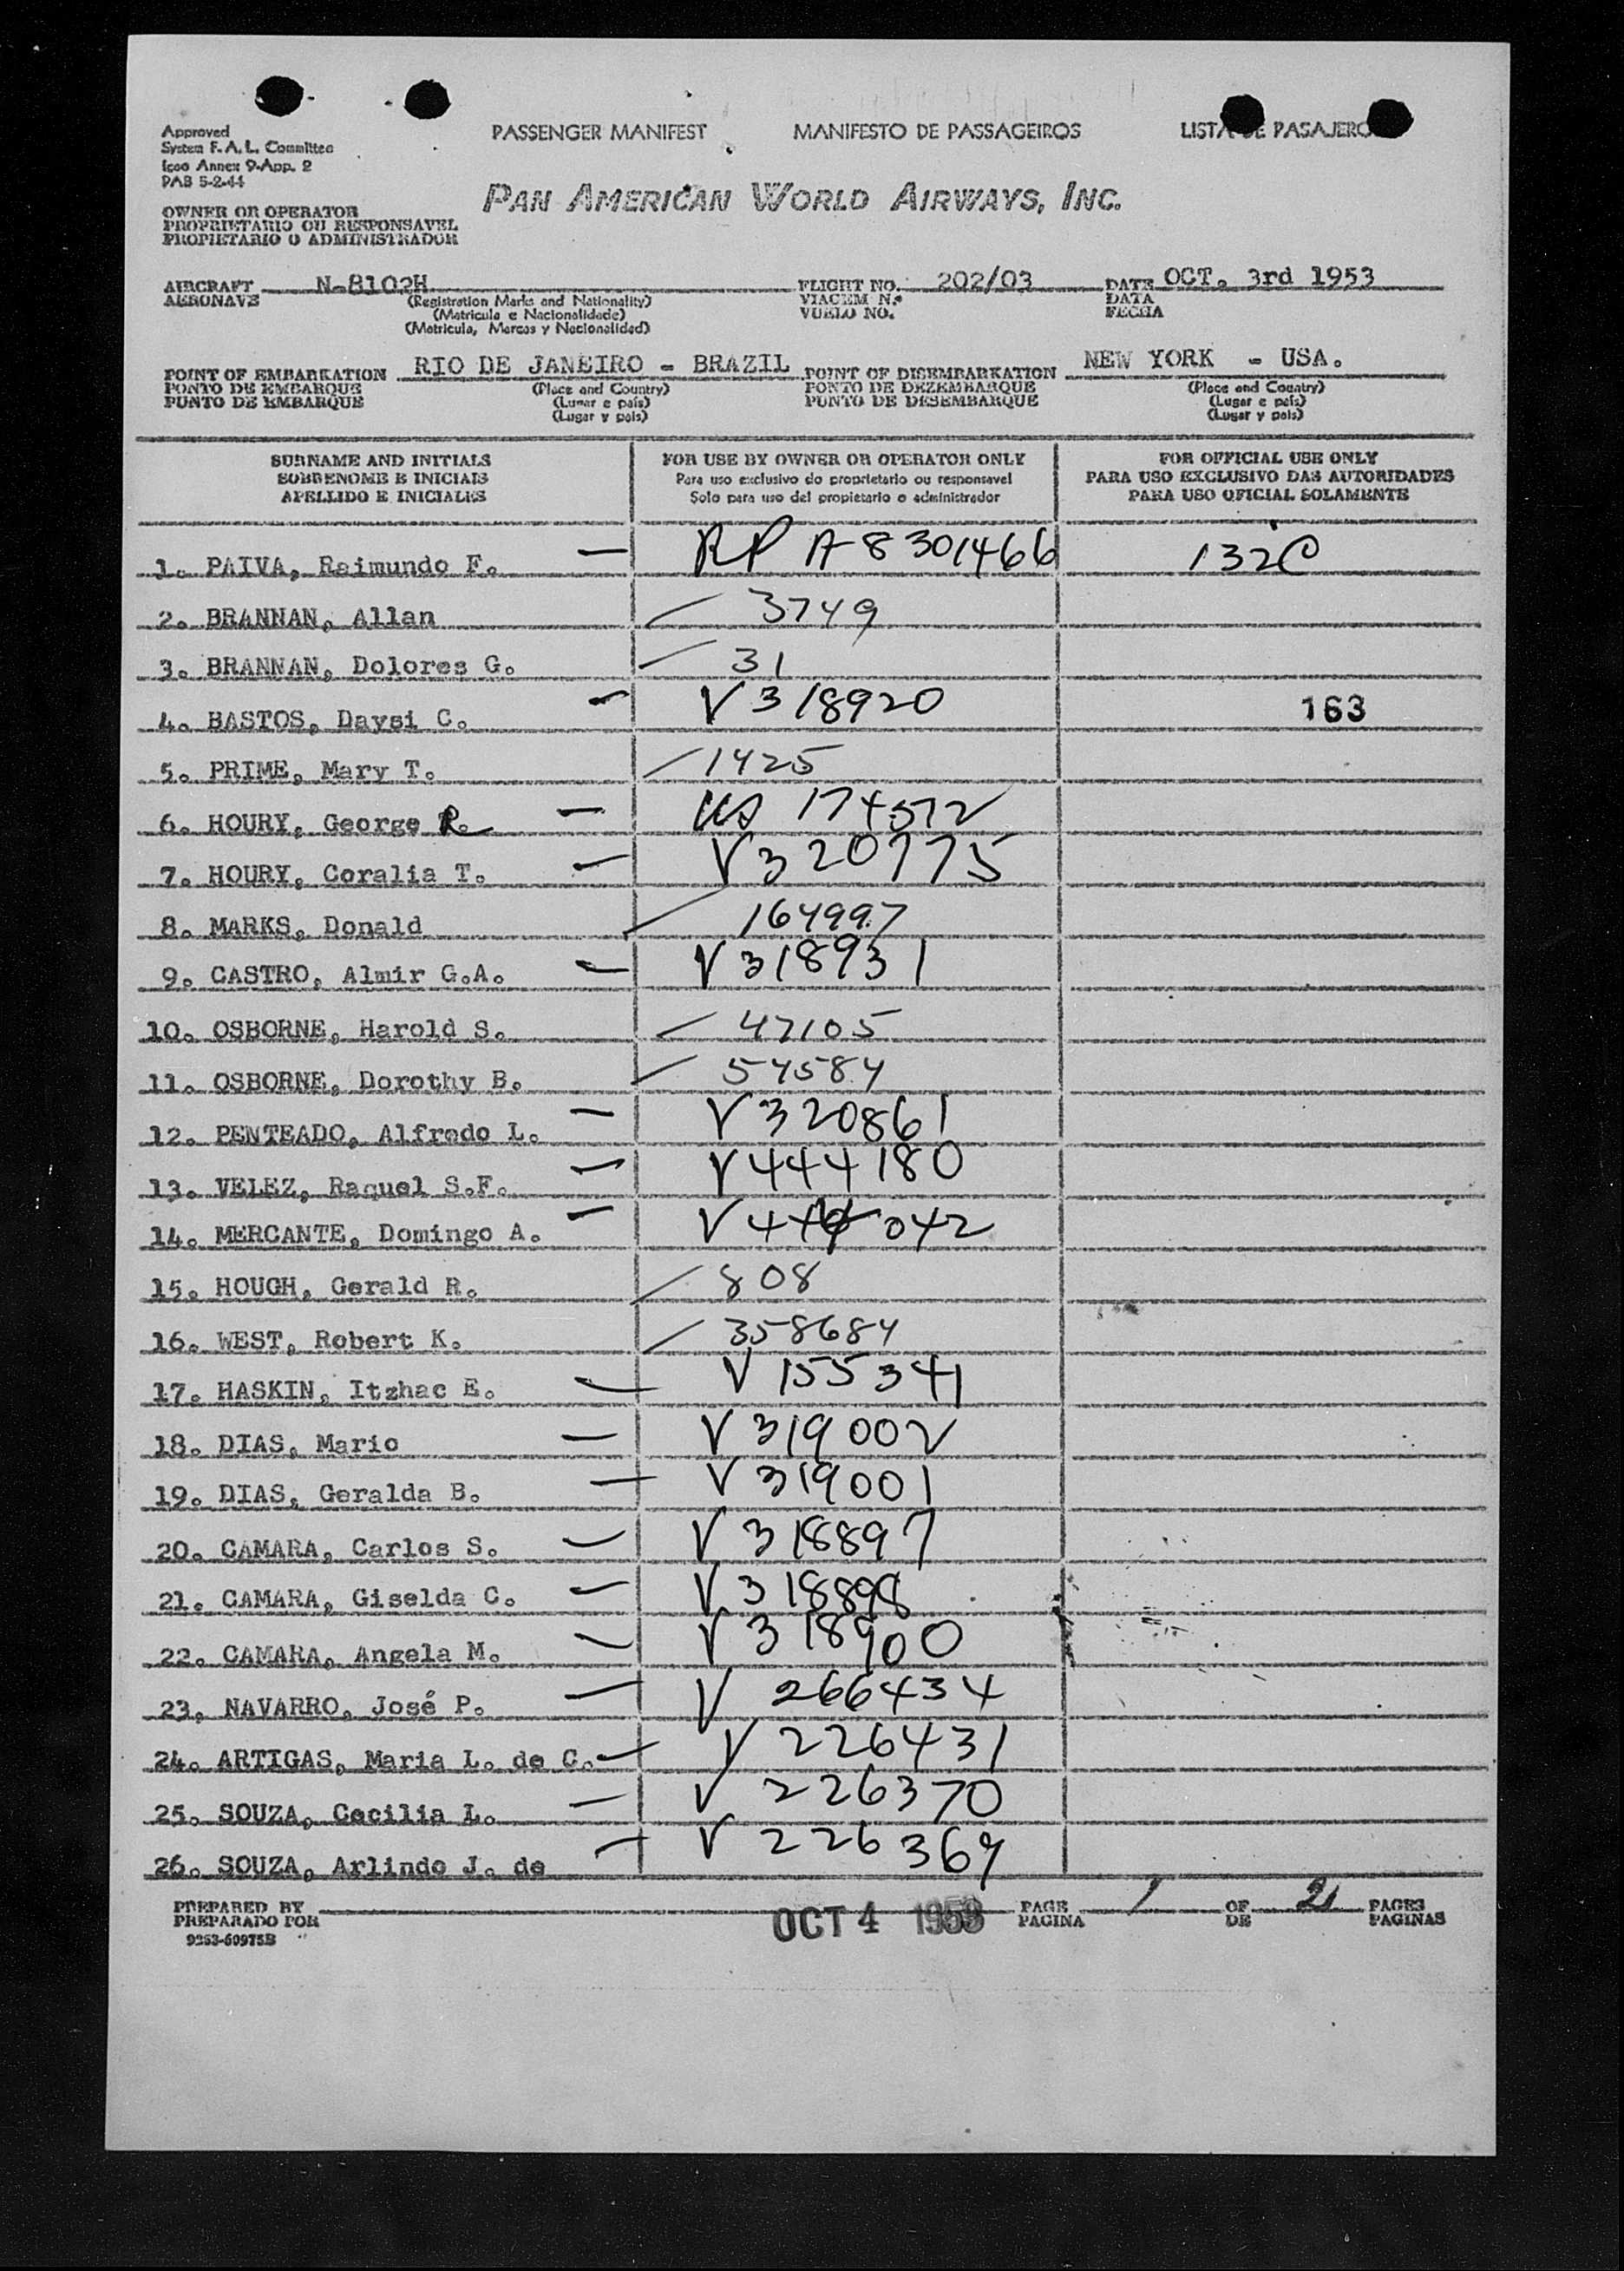 PASSENGER MANIFEST MANIFESTO DE PASSAGEIROS LISTA DE PASAJERO
Approved
System F. A. L. Committee
Icao Annex 9-App. 2
PAB 5-2-44
PAN AMERICAN WORLD AIRWAYS, INC.
OWNER OR OPERATOR
PROPRIETARIO OU RESPONSAVEL
PROPIETARIO O ADMINISTRADOR
AIRCRAFT N-8102H FLIGHT NO. 202/03 DATE OCT. 3rd 1953
AERONAVE (Registration Marks and Nationality) VIAGEM N.º DATA
(Matricula e Nacionalidade) VUELO NO. FECHA
(Matricula, Marcas y Nacionalidad)
POINT OF EMBARKATION RIO DE JANEIRO - BRAZIL POINT OF DISEMBARKATION NEW YORK - USA.
PONTO DE EMBARQUE (Place and Country) PONTO DE DEZEMBARQUE (Place and Country)
PUNTO DE EMBARQUE (Lugar e país) PUNTO DE DESEMBARQUE (Lugar e país)
(Lugar y país) (Lugar y país)
SURNAME AND INITIALS FOR USE BY OWNER OR OPERATOR ONLY FOR OFFICIAL USE ONLY
SOBRENOME E INICIAIS Para uso exclusivo do proprietario ou responsavel PARA USO EXCLUSIVO DAS AUTORIDADES
APELLIDO E INICIALES Solo para uso del propietario o administrador PARA USO OFICIAL SOLAMENTE
1. PAIVA, Raimundo F. — RP A-8301466 132C
2. BRANNAN, Allan 3749
3. BRANNAN, Dolores G. 31
4. BASTOS, Daysi C. — V 318920 163
5. PRIME, Mary T. 1425
6. HOURY, George R. — US 174572
7. HOURY, Coralia T. — V 320775
8. MARKS, Donald 164997
9. CASTRO, Almir G.A. — V 318931
10. OSBORNE, Harold S. 47105
11. OSBORNE, Dorothy B. 54584
12. PENTEADO, Alfredo L. — V 320861
13. VELEZ, Raquel S.F. — V 444180
14. MERCANTE, Domingo A. — V 444042
15. HOUGH, Gerald R. 808
16. WEST, Robert K. 358684
17. HASKIN, Itzhac E. — V 155341
18. DIAS, Mario — V 319002
19. DIAS, Geralda B. — V 319001
20. CAMARA, Carlos S. — V 318897
21. CAMARA, Giselda C. — V 318898
22. CAMARA, Angela M. — V 318900
23. NAVARRO, José P. — V 266434
24. ARTIGAS, Maria L. de C. — V 226431
25. SOUZA, Cecilia L. — V 226370
26. SOUZA, Arlindo J. de — V 226369
PREPARED BY PAGE 1 OF 2 PAGES
PREPARADO POR OCT 4 1953 PAGINA DE PAGINAS
9263-60975B